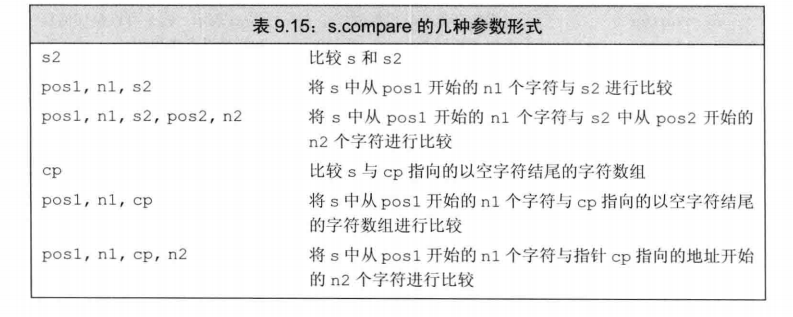 表 9.15：s.compare 的几种参数形式
s2 比较 s 和 s2
pos1, n1, s2 将 s 中从 pos1 开始的 n1 个字符与 s2 进行比较
pos1, n1, s2, pos2, n2 将 s 中从 pos1 开始的 n1 个字符与 s2 中从 pos2 开始的
n2 个字符进行比较
cp 比较 s 与 cp 指向的以空字符结尾的字符数组
pos1, n1, cp 将 s 中从 pos1 开始的 n1 个字符与 cp 指向的以空字符结尾
的字符数组进行比较
pos1, n1, cp, n2 将 s 中从 pos1 开始的 n1 个字符与指针 cp 指向的地址开始
的 n2 个字符进行比较